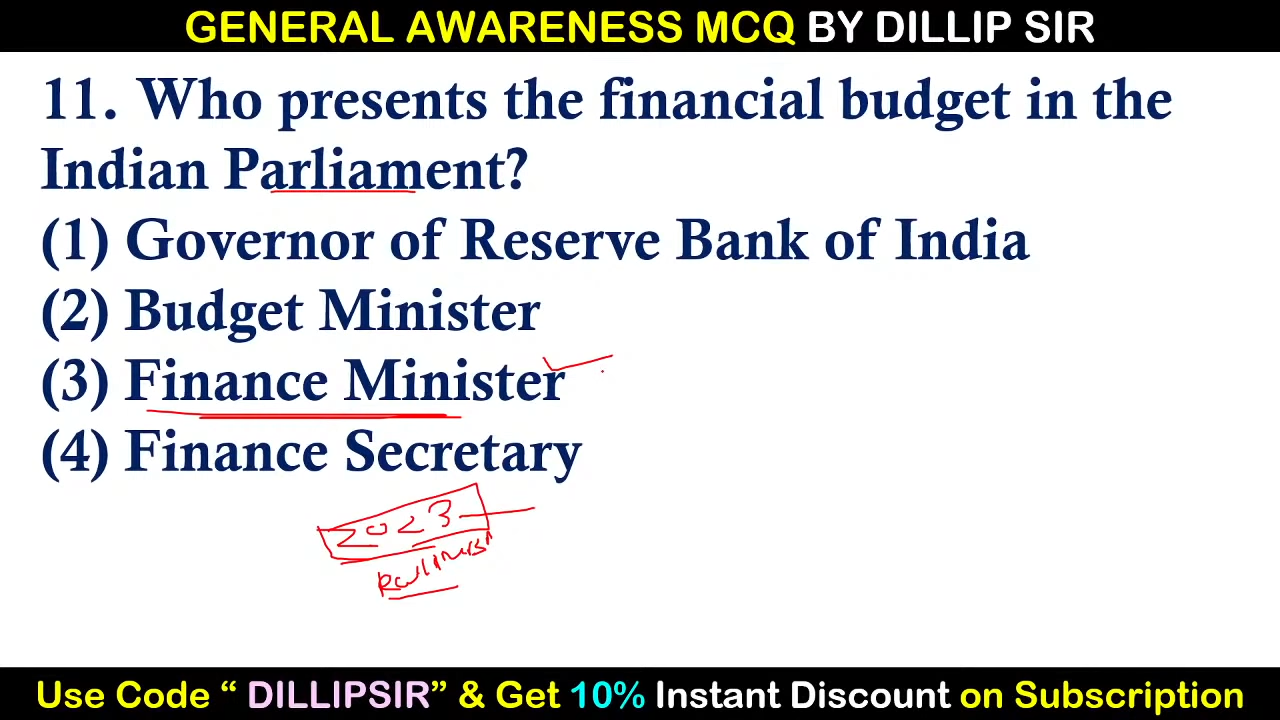 GENERAL AWARENESS MCQ BY DILLIP SIR
11. Who presents the financial budget in the
Indian Parliament?
(1) Governor of Reserve Bank of India
(2) Budget Minister
(3) Finance Minister
(4) Finance Secretary
2023
Use Code “ DILLIPSIR” & Get 10% Instant Discount on Subscription